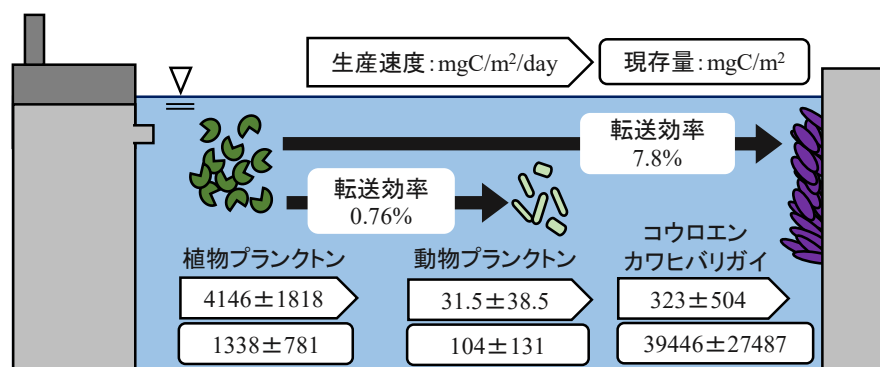 生産速度:mgC/m²/day
現存量:mgC/m²
転送効率
7.8%
転送効率
0.76%
植物プランクトン
動物プランクトン
コウロエン
カワヒバリガイ
4146±1818
31.5±38.5
323±504
1338±781
104±131
39446±27487